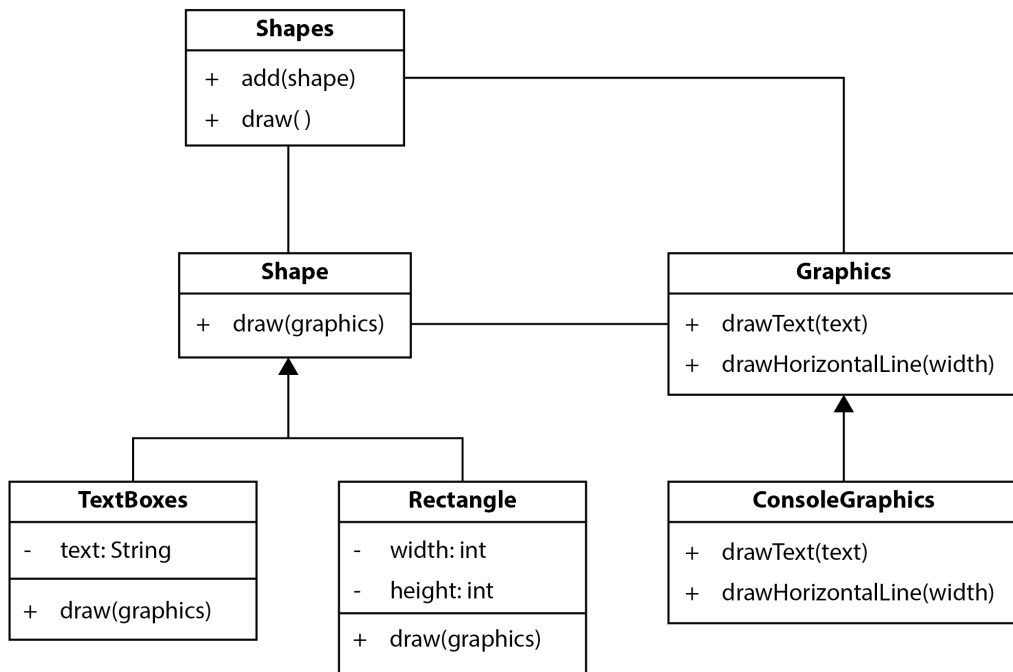 Shapes
+ add(shape)
+ draw( )
Shape
+ draw(graphics)
Graphics
+ drawText(text)
+ drawHorizontalLine(width)
TextBoxes
- text: String
+ draw(graphics)
Rectangle
- width: int
- height: int
+ draw(graphics)
ConsoleGraphics
+ drawText(text)
+ drawHorizontalLine(width)